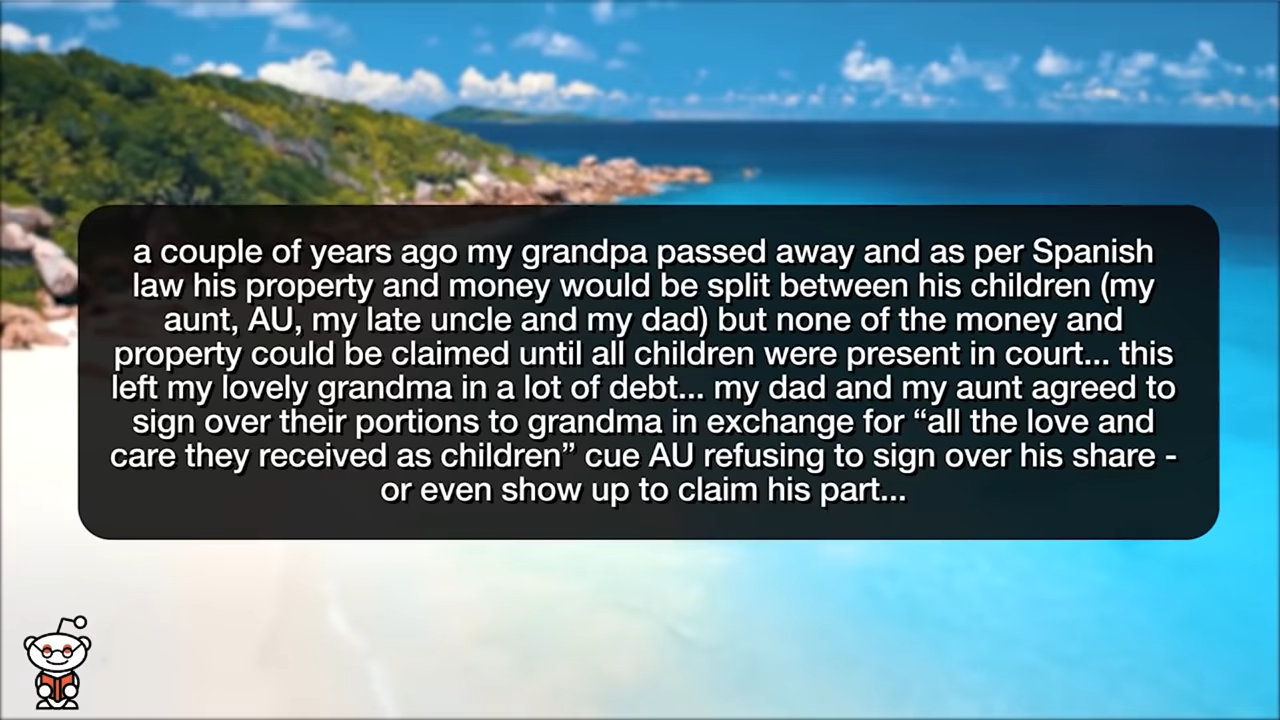 a couple of years ago my grandpa passed away and as per Spanish
law his property and money would be split between his children (my
aunt, AU, my late uncle and my dad) but none of the money and
property could be claimed until all children were present in court... this
left my lovely grandma in a lot of debt... my dad and my aunt agreed to
sign over their portions to grandma in exchange for “all the love and
care they received as children” cue AU refusing to sign over his share -
or even show up to claim his part...